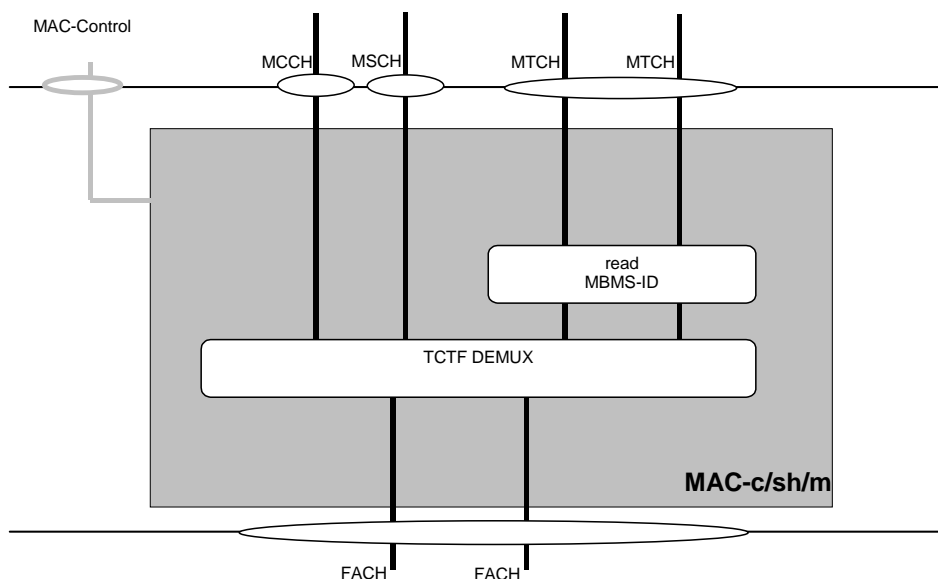 MAC-Control
MCCH
MSCH
MTCH
MTCH
read
MBMS-ID
TCTF DEMUX
MAC-c/sh/m
FACH
FACH